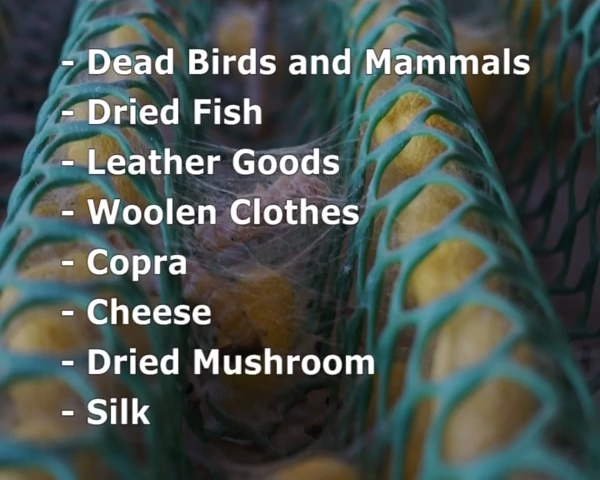 - Dead Birds and Mammals
- Dried Fish
- Leather Goods
- Woolen Clothes
- Copra
- Cheese
- Dried Mushroom
- Silk